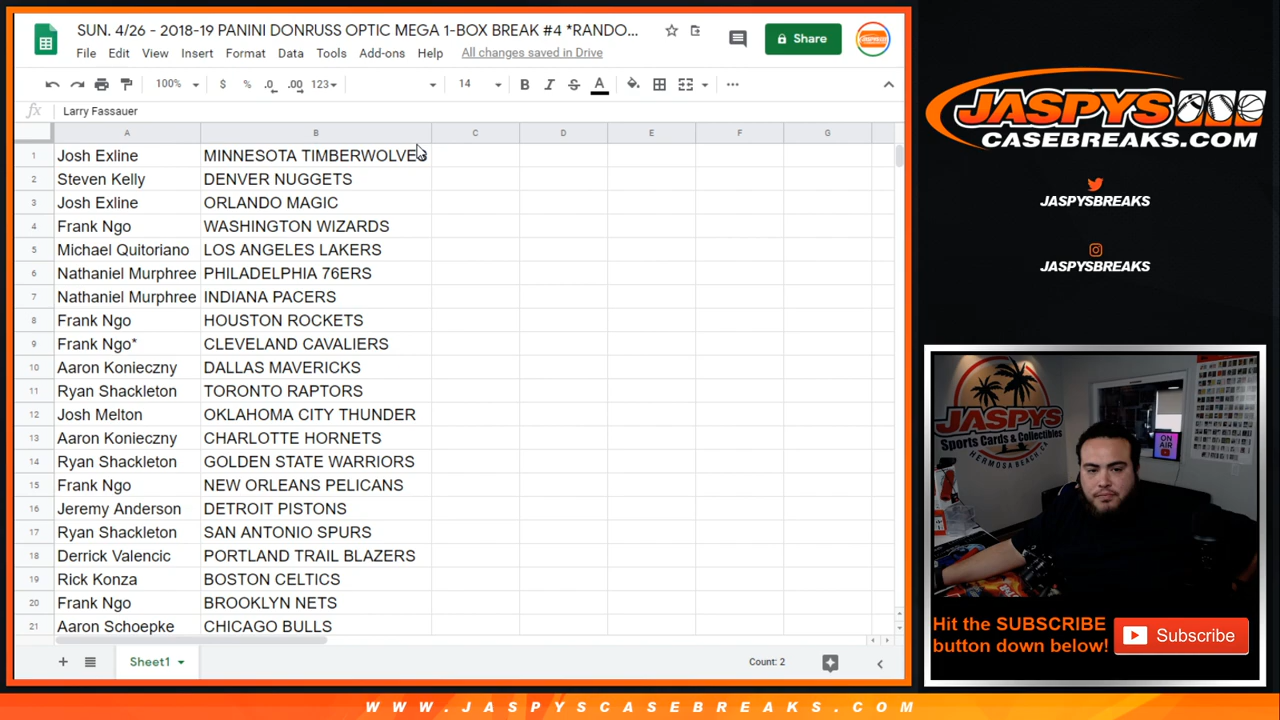 SUN. 4/26 - 2018-19 PANINI DONRUSS OPTIC MEGA 1-BOX BREAK #4 *RANDO...
File Edit View Insert Format Data Tools Add-ons Help All changes saved in Drive
Share
100% $ % .0 .00 123 14 B I S A
fx Larry Fassauer
A B C D E F G
1 Josh Exline MINNESOTA TIMBERWOLVES
2 Steven Kelly DENVER NUGGETS
3 Josh Exline ORLANDO MAGIC
4 Frank Ngo WASHINGTON WIZARDS
5 Michael Quitoriano LOS ANGELES LAKERS
6 Nathaniel Murphree PHILADELPHIA 76ERS
7 Nathaniel Murphree INDIANA PACERS
8 Frank Ngo HOUSTON ROCKETS
9 Frank Ngo* CLEVELAND CAVALIERS
10 Aaron Konieczny DALLAS MAVERICKS
11 Ryan Shackleton TORONTO RAPTORS
12 Josh Melton OKLAHOMA CITY THUNDER
13 Aaron Konieczny CHARLOTTE HORNETS
14 Ryan Shackleton GOLDEN STATE WARRIORS
15 Frank Ngo NEW ORLEANS PELICANS
16 Jeremy Anderson DETROIT PISTONS
17 Ryan Shackleton SAN ANTONIO SPURS
18 Derrick Valencic PORTLAND TRAIL BLAZERS
19 Rick Konza BOSTON CELTICS
20 Frank Ngo BROOKLYN NETS
21 Aaron Schoepke CHICAGO BULLS
Sheet1
Count: 2
JASPYS
CASEBREAKS.COM
JASPYSBREAKS
JASPYSBREAKS
JASPYS
Sports Cards & Collectibles
HERMOSA BEACH, CA
ON AIR
Hit the SUBSCRIBE
button down below!
Subscribe
WWW.JASPYSCASEBREAKS.COM